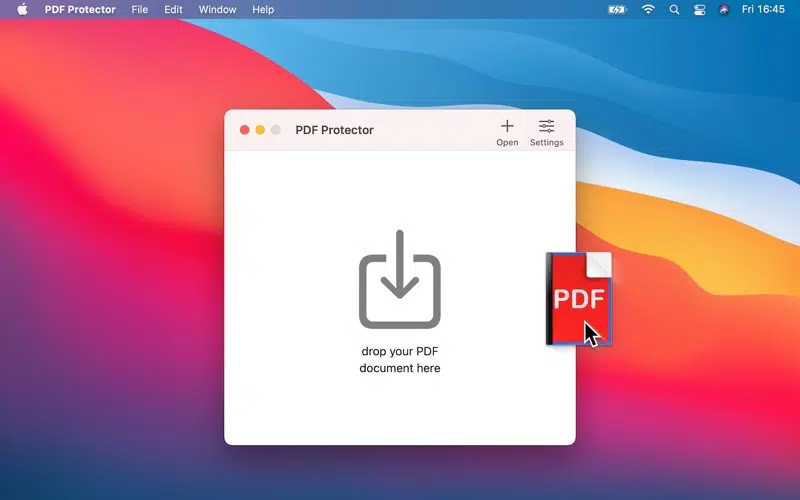 PDF Protector File Edit Window Help Fri 16:45
PDF Protector
Open Settings
PDF
drop your PDF
document here